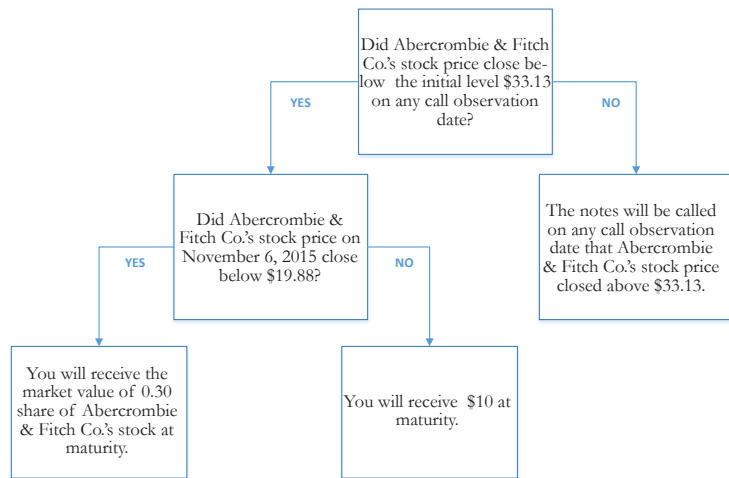 Did Abercrombie & Fitch
Co.'s stock price close be-
low the initial level $33.13
on any call observation
date?
YES
NO
Did Abercrombie &
Fitch Co.'s stock price on
November 6, 2015 close
below $19.88?
The notes will be called
on any call observation
date that Abercrombie
& Fitch Co.'s stock price
closed above $33.13.
YES
NO
You will receive the
market value of 0.30
share of Abercrombie
& Fitch Co.'s stock at
maturity.
You will receive $10 at
maturity.